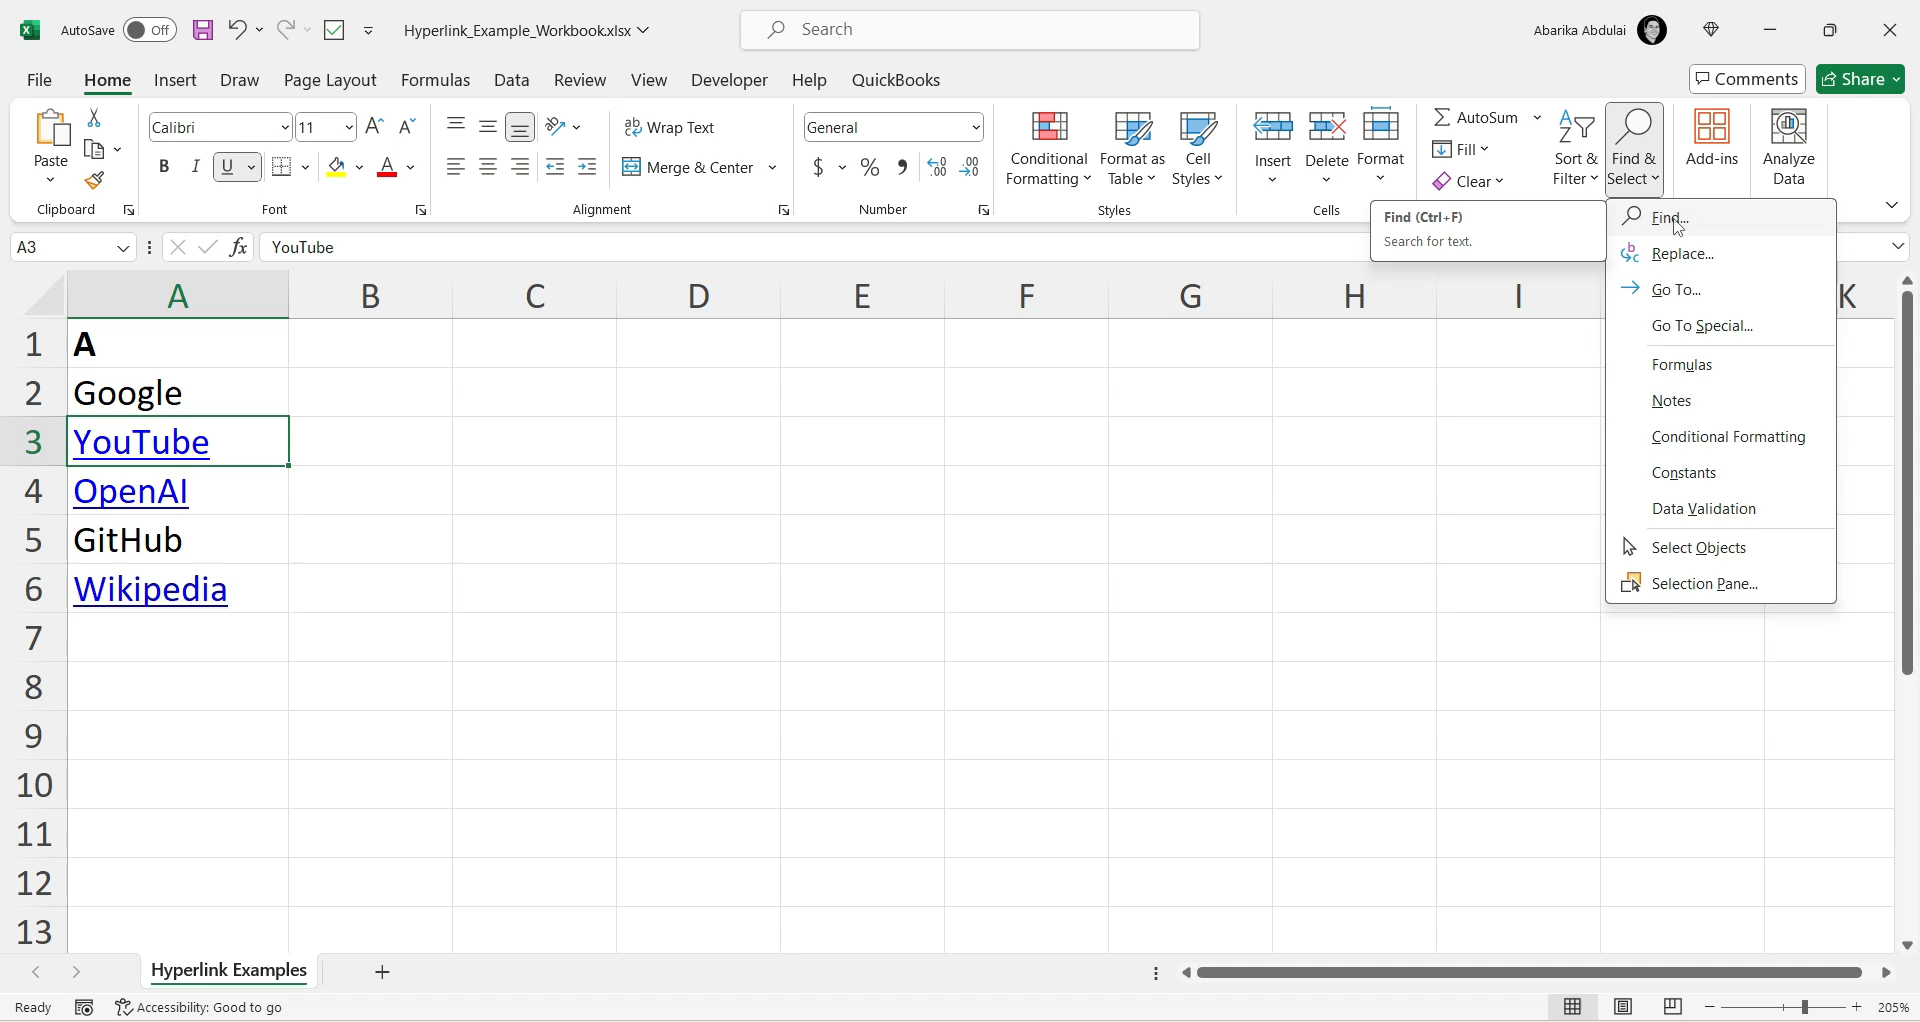 AutoSave Off Hyperlink_Example_Workbook.xlsx Search Abarika Abdulai
File Home Insert Draw Page Layout Formulas Data Review View Developer Help QuickBooks Comments Share
Paste
Clipboard
Calibri 11
B I U A
Font
Wrap Text
Merge & Center
Alignment
General
$ % 9 .00 .00
Number
Conditional Formatting
Format as Table
Cell Styles
Styles
Insert
Delete
Format
Cells
AutoSum
Fill
Clear
Sort & Filter
Find & Select
Add-ins
Analyze Data
Find (Ctrl+F)
Search for text.
Find...
Replace...
Go To...
Go To Special...
Formulas
Notes
Conditional Formatting
Constants
Data Validation
Select Objects
Selection Pane...
A3 fx YouTube
A B C D E F G H I K
1 A
2 Google
3 YouTube
4 OpenAI
5 GitHub
6 Wikipedia
7
8
9
10
11
12
13
Hyperlink Examples
Ready Accessibility: Good to go 205%